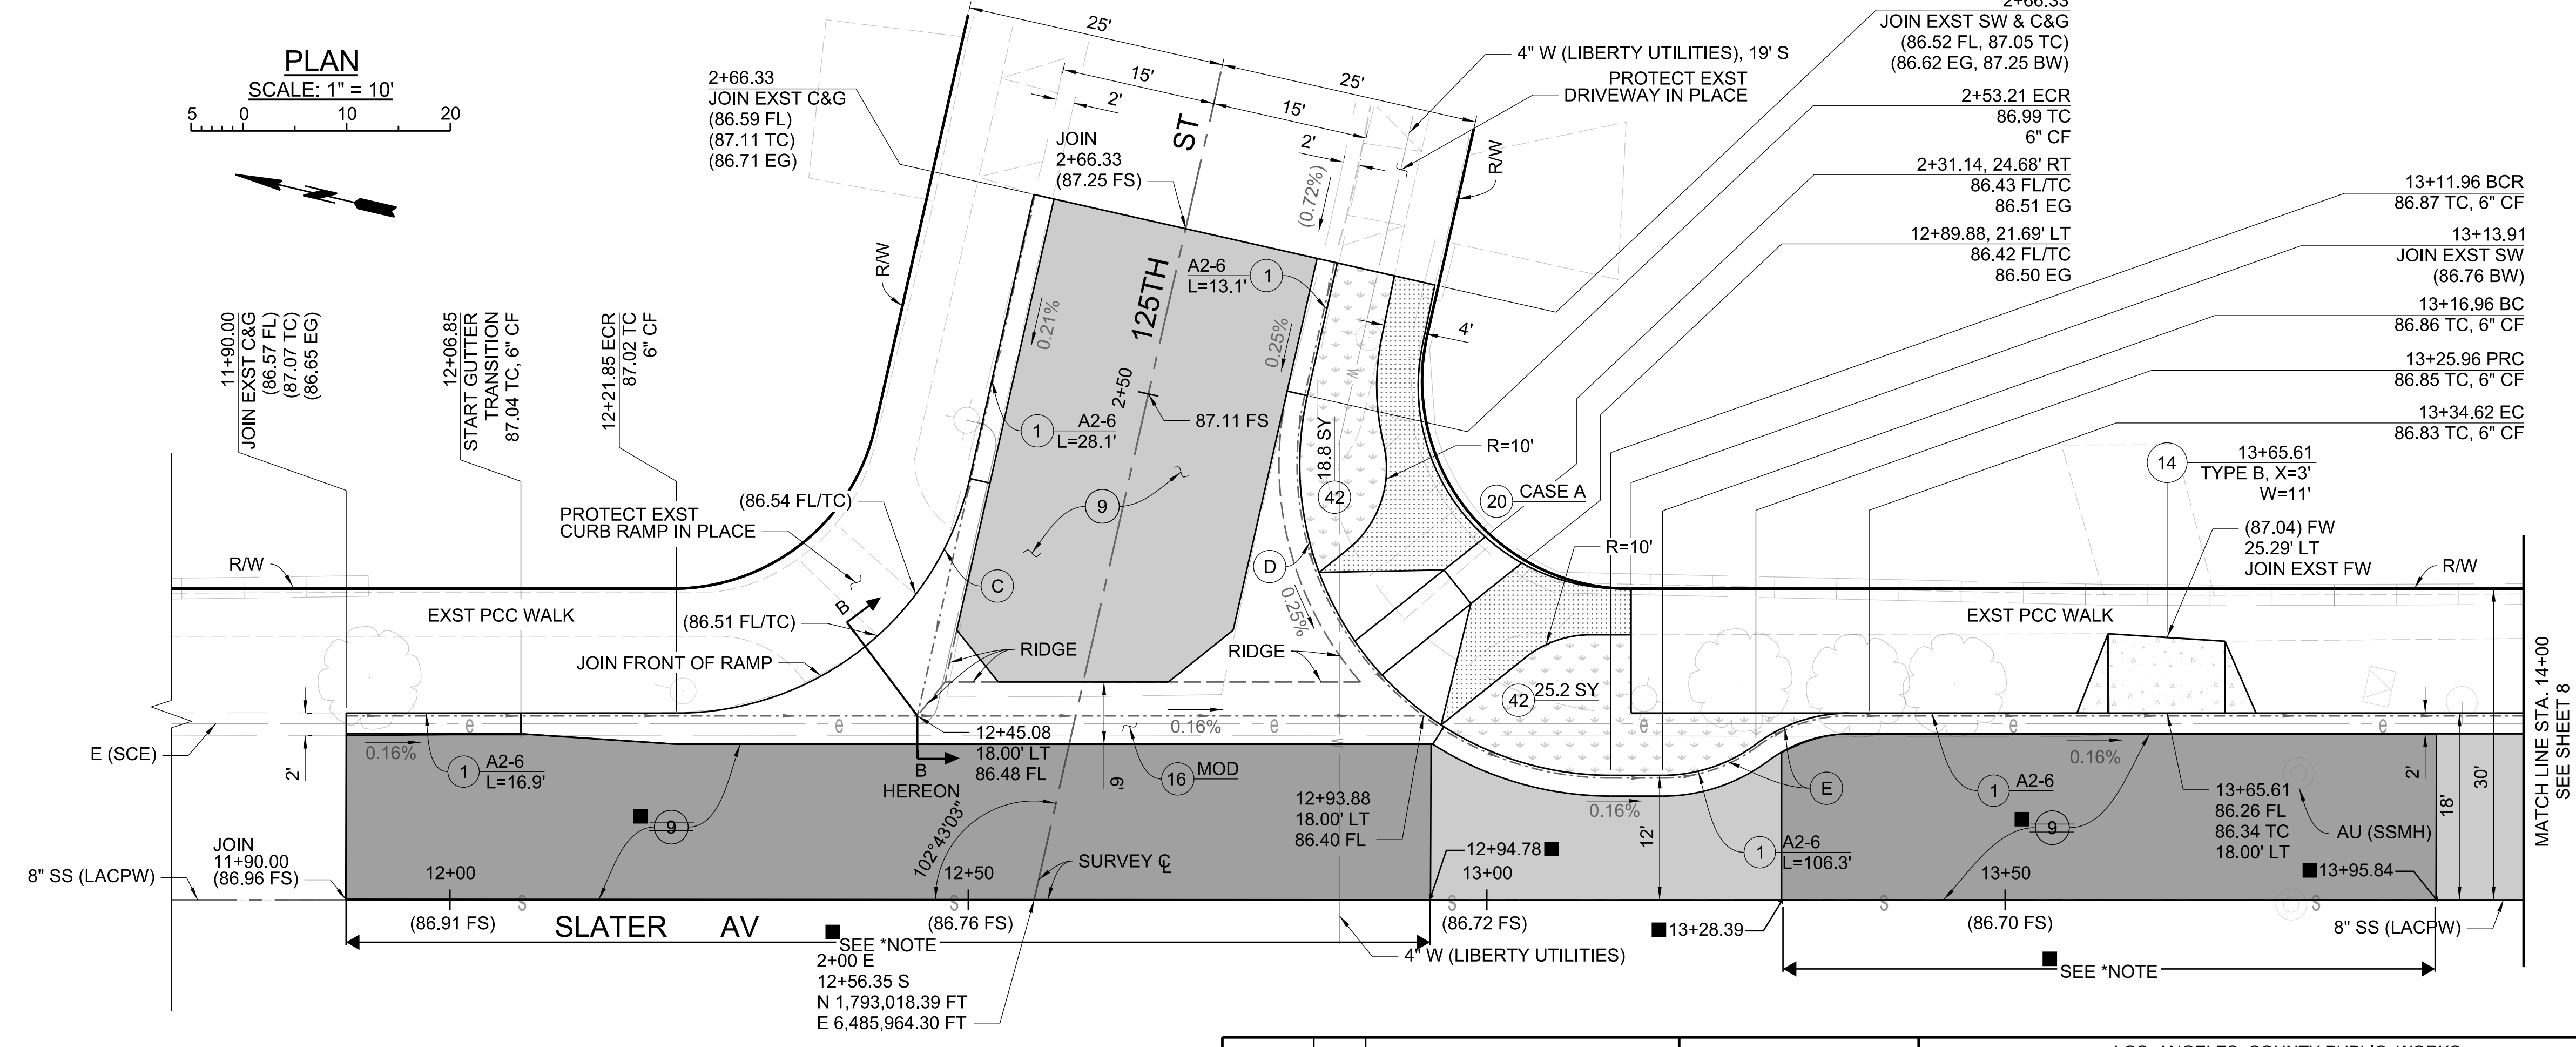 PLAN
SCALE: 1" = 10'
5 0 10 20
25'
15'
2'
25'
15'
2'
4" W (LIBERTY UTILITIES), 19' S
PROTECT EXST
DRIVEWAY IN PLACE
2+66.33
JOIN EXST C&G
(86.59 FL)
(87.11 TC)
(86.71 EG)
JOIN
2+66.33
(87.25 FS)
125TH ST
(0.72%)
R/W
R/W
2+66.33
JOIN EXST SW & C&G
(86.52 FL, 87.05 TC)
(86.62 EG, 87.25 BW)
2+53.21 ECR
86.99 TC
6" CF
2+31.14, 24.68' RT
86.43 FL/TC
86.51 EG
12+89.88, 21.69' LT
86.42 FL/TC
86.50 EG
13+11.96 BCR
86.87 TC, 6" CF
13+13.91
JOIN EXST SW
(86.76 BW)
13+16.96 BC
86.86 TC, 6" CF
13+25.96 PRC
86.85 TC, 6" CF
13+34.62 EC
86.83 TC, 6" CF
11+90.00
JOIN EXST C&G
(86.57 FL)
(87.07 TC)
(86.65 EG)
12+06.85
START GUTTER
TRANSITION
87.04 TC, 6" CF
12+21.85 ECR
87.02 TC
6" CF
A2-6
L=13.1'
1
0.21%
0.25%
4'
w
2+50
87.11 FS
1
A2-6
L=28.1'
18.8 SY
42
R=10'
20
CASE A
9
(86.54 FL/TC)
PROTECT EXST
CURB RAMP IN PLACE
R=10'
14
13+65.61
TYPE B, X=3'
W=11'
(87.04) FW
25.29' LT
JOIN EXST FW
R/W
R/W
D
C
0.25%
B
EXST PCC WALK
EXST PCC WALK
(86.51 FL/TC)
RIDGE
RIDGE
JOIN FRONT OF RAMP
42
25.2 SY
e e e e e e
0.16%
0.16%
0.16%
0.16%
E (SCE)
2'
1
A2-6
L=16.9'
B
HEREON
12+45.08
18.00' LT
86.48 FL
6'
16
MOD
w
12+93.88
18.00' LT
86.40 FL
E
1
A2-6
13+65.61
86.26 FL
86.34 TC
18.00' LT
AU (SSMH)
2'
18'
30'
MATCH LINE STA. 14+00
SEE SHEET 8
9
9
102°43'03"
SURVEY ℄
12+94.78
12'
1
A2-6
L=106.3'
13+95.84
JOIN
11+90.00
(86.96 FS)
8" SS (LACPW)
12+00
12+50
13+00
13+50
s s s s s
(86.91 FS)
(86.76 FS)
(86.72 FS)
(86.70 FS)
SLATER AV
13+28.39
8" SS (LACPW)
SEE *NOTE
SEE *NOTE
4" W (LIBERTY UTILITIES)
2+00 E
12+56.35 S
N 1,793,018.39 FT
E 6,485,964.30 FT
LOS ANGELES COUNTY PUBLIC WORKS